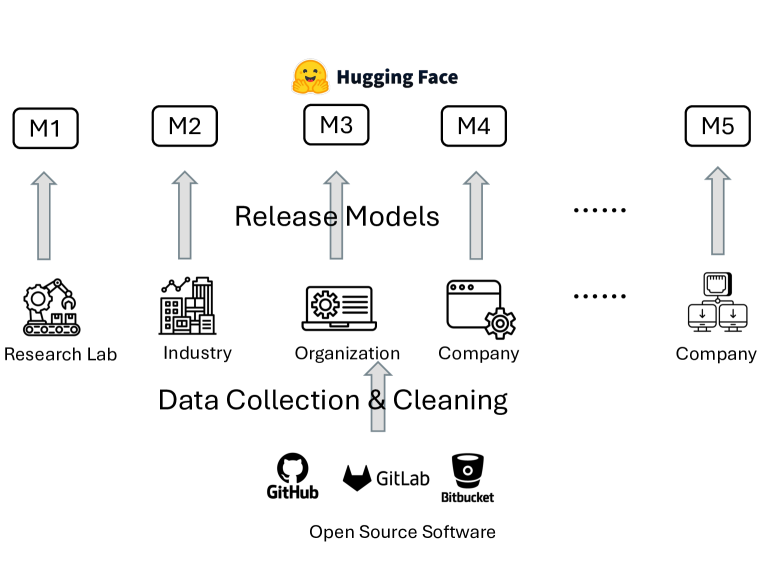 Hugging Face
M1
M2
M3
M4
M5
Release Models
......
......
Research Lab
Industry
Organization
Company
Company
Data Collection & Cleaning
GitHub
GitLab
Bitbucket
Open Source Software